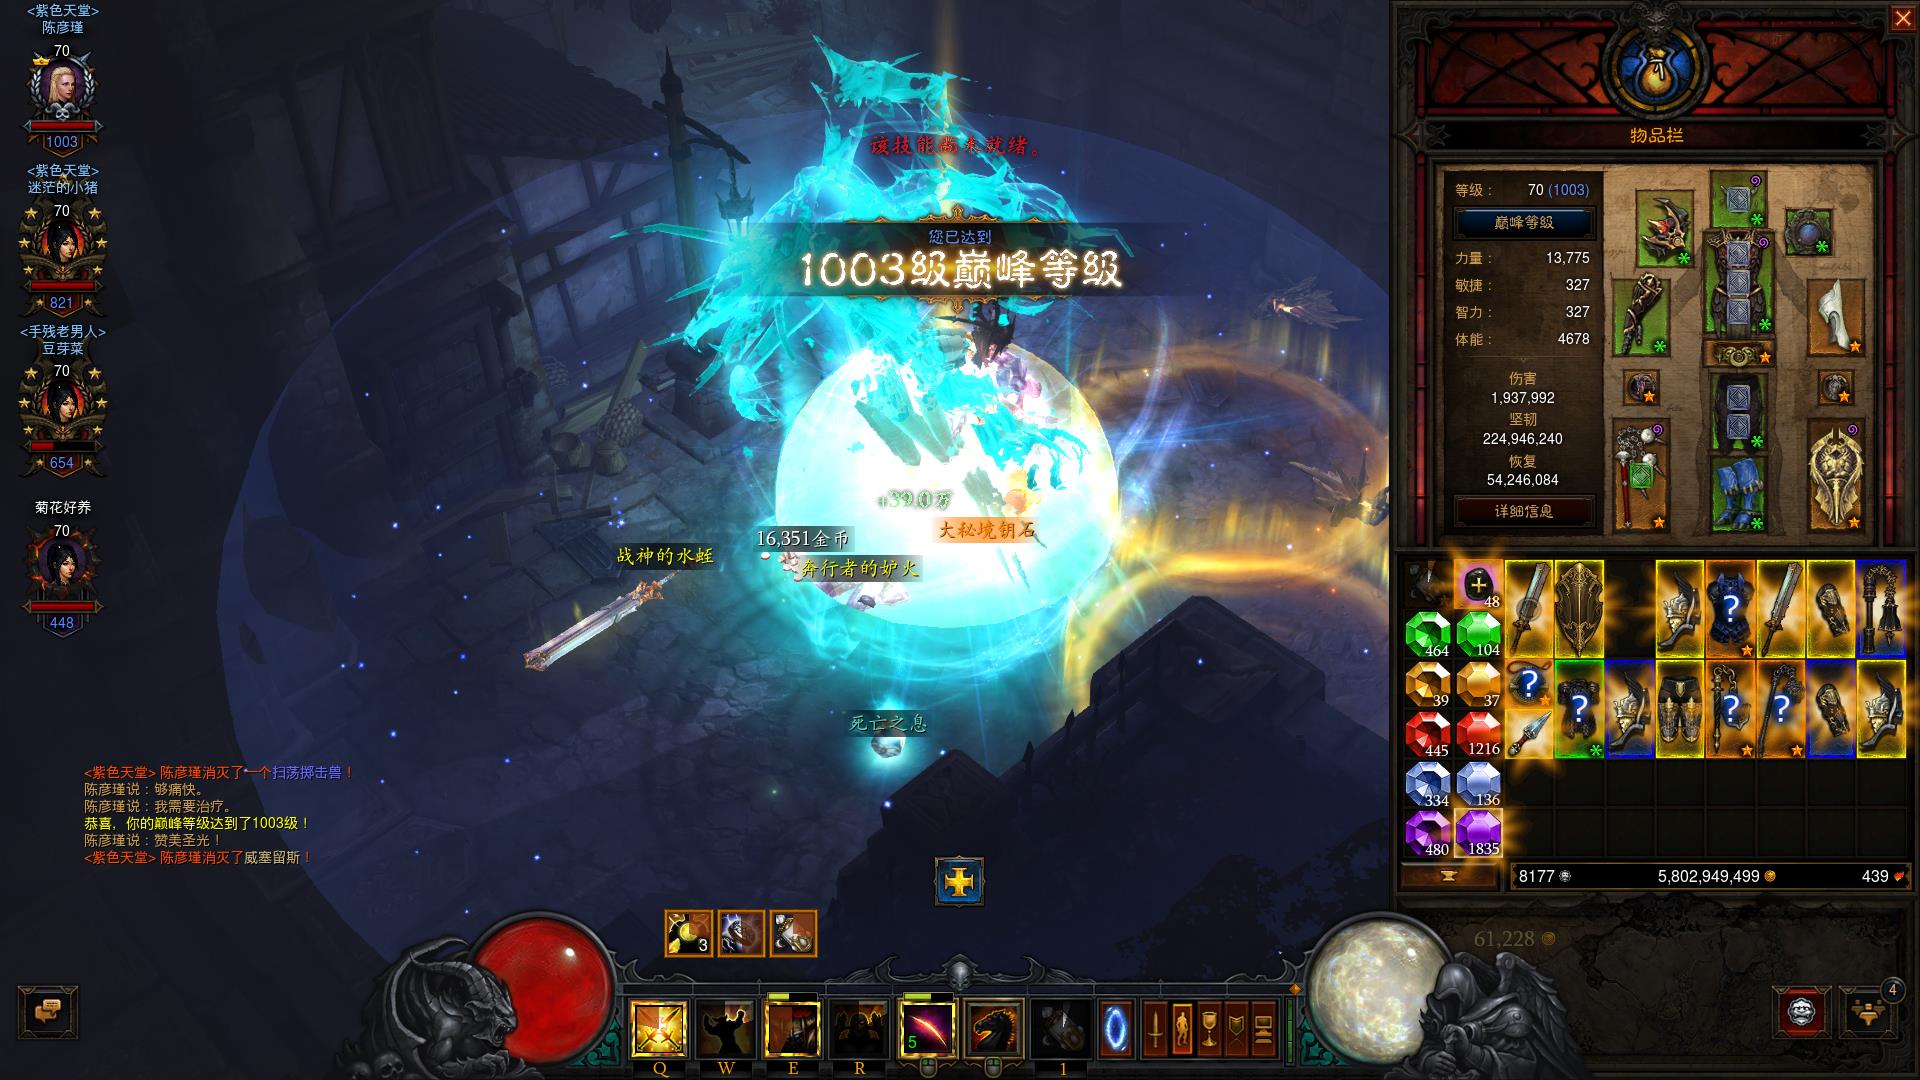 <紫色天堂>
陈彦瑾
70
1003
<紫色天堂>
迷茫的小猪
70
821
<手残老男人>
豆芽菜
70
654
菊花好养
70
448
该技能尚未就绪。
您已达到
1003级巅峰等级
+39.0万
大秘境钥石
16,351金币
战神的水蛭
奔行者的妒火
死亡之息
<紫色天堂> 陈彦瑾消灭了一个扫荡掷击兽！
陈彦瑾说：够痛快。
陈彦瑾说：我需要治疗。
恭喜，你的巅峰等级达到了1003级！
陈彦瑾说：赞美圣光！
<紫色天堂> 陈彦瑾消灭了威塞留斯！
3
5
Q W E R 1
物品栏
等级： 70 (1003)
巅峰等级
力量： 13,775
敏捷： 327
智力： 327
体能： 4678
伤害
1,937,992
坚韧
224,946,240
恢复
54,246,084
详细信息
48
464 104
39 37
445 1216
334 136
480 1835
? ? ? ? ?
8177 5,802,949,499 439
61,228
4